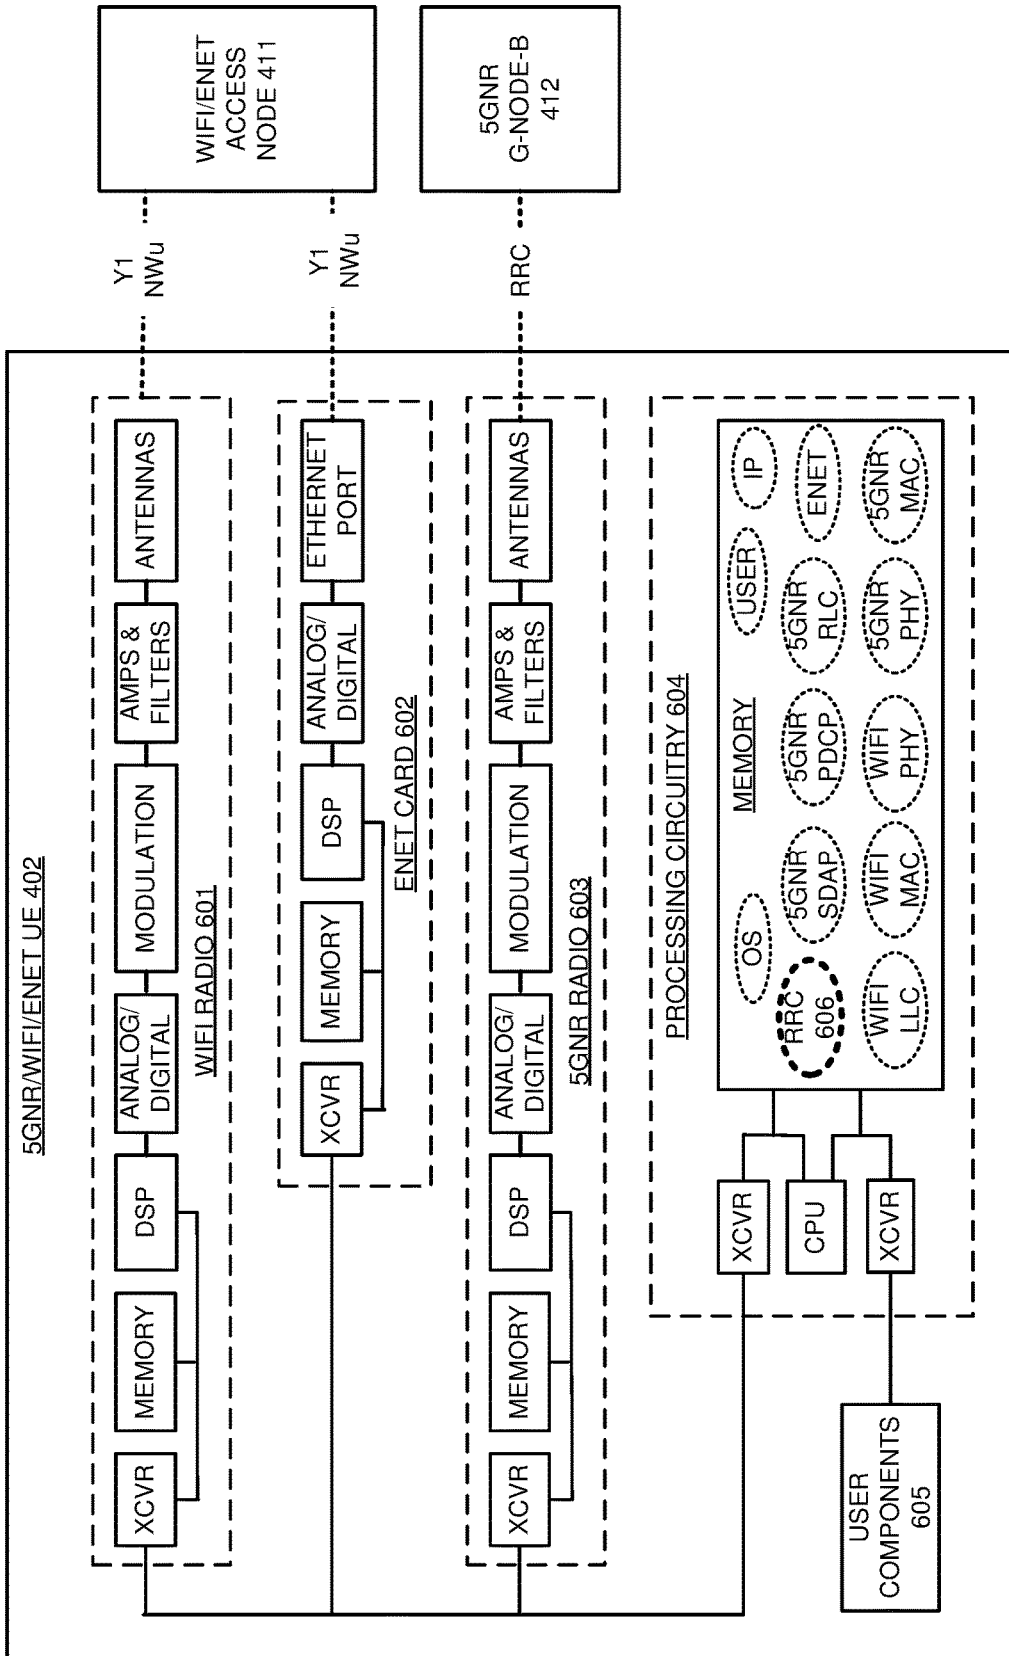 5GNR/WIFI/ENET UE 402
XCVR
MEMORY
DSP
ANALOG/
DIGITAL
MODULATION
AMPS &
FILTERS
ANTENNAS
WIFI RADIO 601
Y1
NWu
WIFI/ENET
ACCESS
NODE 411
XCVR
MEMORY
DSP
ANALOG/
DIGITAL
ETHERNET
PORT
ENET CARD 602
Y1
NWu
XCVR
MEMORY
DSP
ANALOG/
DIGITAL
MODULATION
AMPS &
FILTERS
ANTENNAS
5GNR RADIO 603
RRC
5GNR
G-NODE-B
412
PROCESSING CIRCUITRY 604
XCVR
CPU
XCVR
MEMORY
OS
USER
IP
RRC
606
5GNR
SDAP
5GNR
PDCP
5GNR
RLC
ENET
WIFI
LLC
WIFI
MAC
WIFI
PHY
5GNR
PHY
5GNR
MAC
USER
COMPONENTS
605